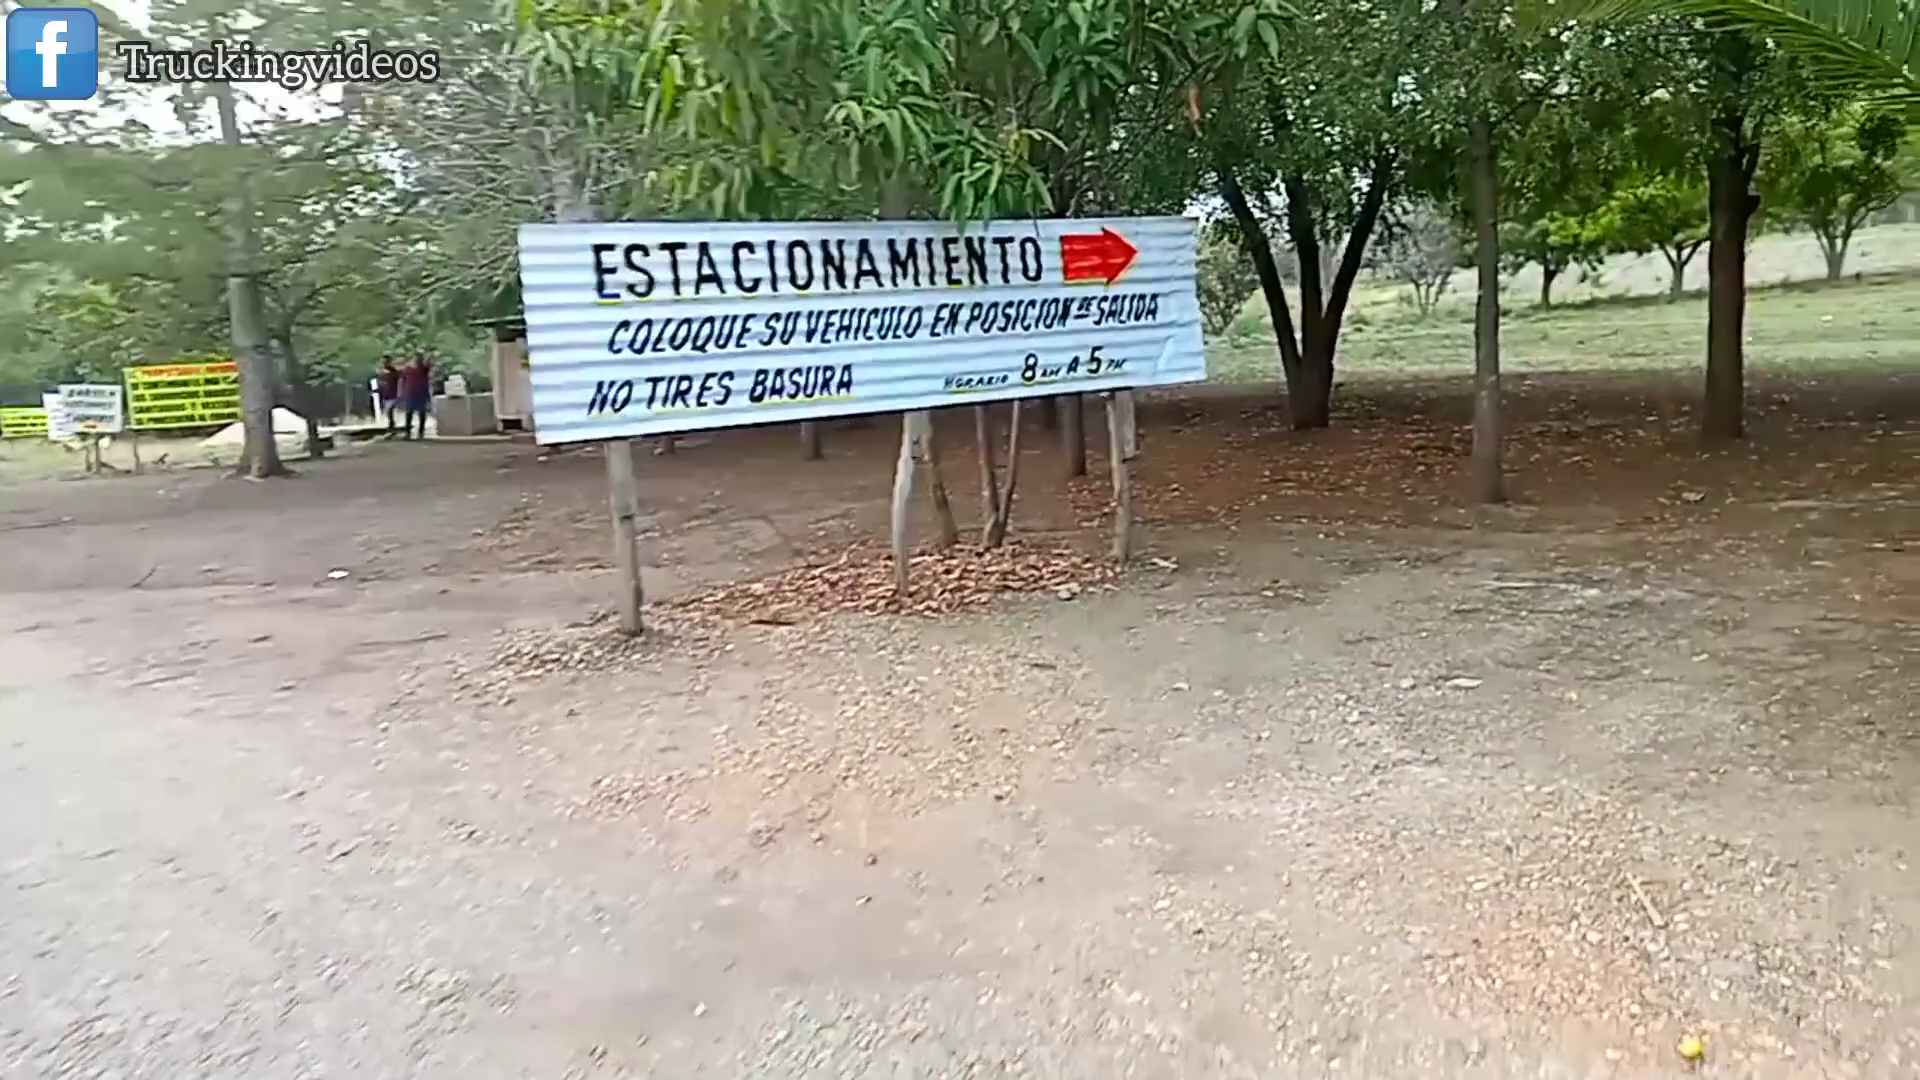 f Truckingvideos
ESTACIONAMIENTO
COLOQUE SU VEHICULO EN POSICION DE SALIDA
NO TIRES BASURA
HORARIO 8 AM A 5 PM